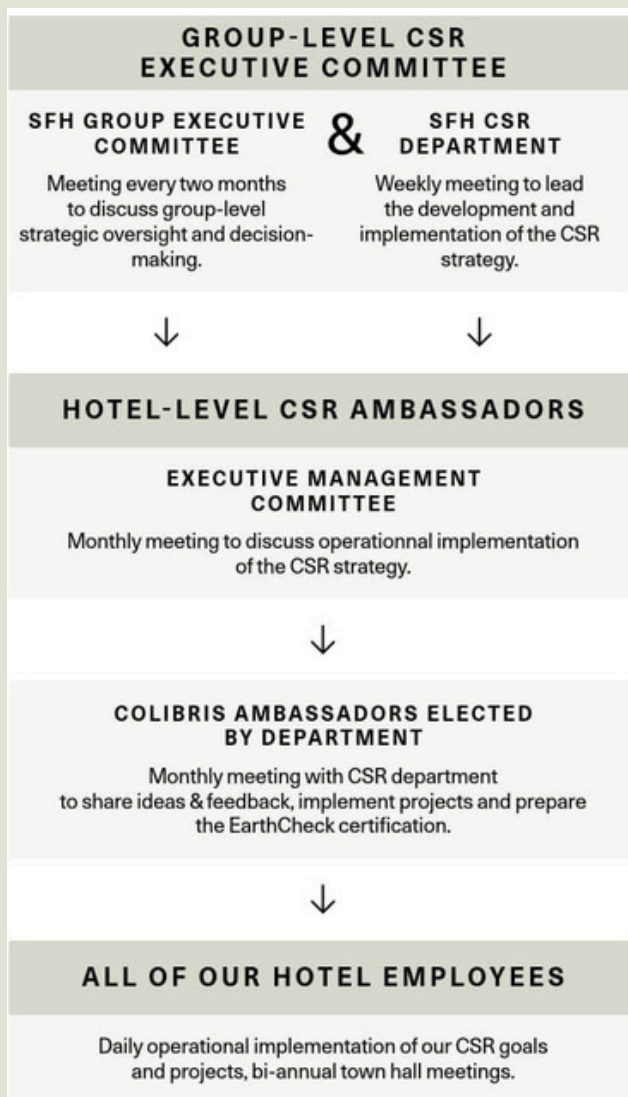 GROUP-LEVEL CSR
EXECUTIVE COMMITTEE
SFH GROUP EXECUTIVE
COMMITTEE
Meeting every two months
to discuss group-level
strategic oversight and decision-
making.
&
SFH CSR
DEPARTMENT
Weekly meeting to lead
the development and
implementation of the CSR
strategy.
HOTEL-LEVEL CSR AMBASSADORS
EXECUTIVE MANAGEMENT
COMMITTEE
Monthly meeting to discuss operationnal implementation
of the CSR strategy.
COLIBRIS AMBASSADORS ELECTED
BY DEPARTMENT
Monthly meeting with CSR department
to share ideas & feedback, implement projects and prepare
the EarthCheck certification.
ALL OF OUR HOTEL EMPLOYEES
Daily operational implementation of our CSR goals
and projects, bi-annual town hall meetings.